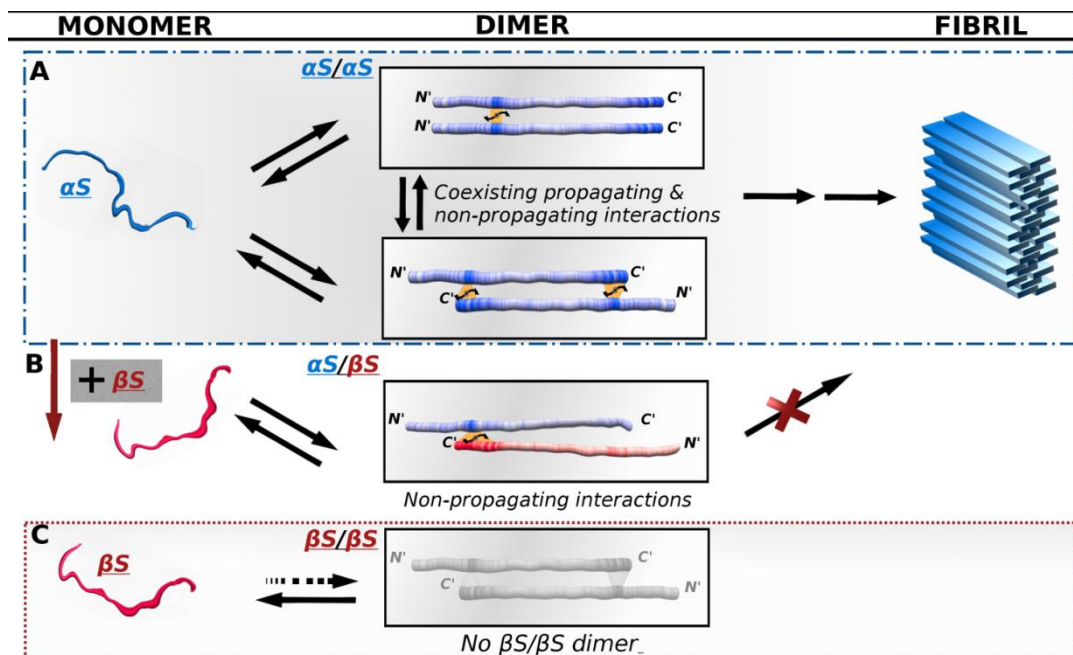 MONOMER DIMER FIBRIL
A
αS/αS
N' C'
N' C'
αS
Coexisting propagating &
non-propagating interactions
N' C'
C' N'
B
+ βS
αS/βS
N' C'
C' N'
Non-propagating interactions
C
βS
βS/βS
N' C'
C' N'
No βS/βS dimer